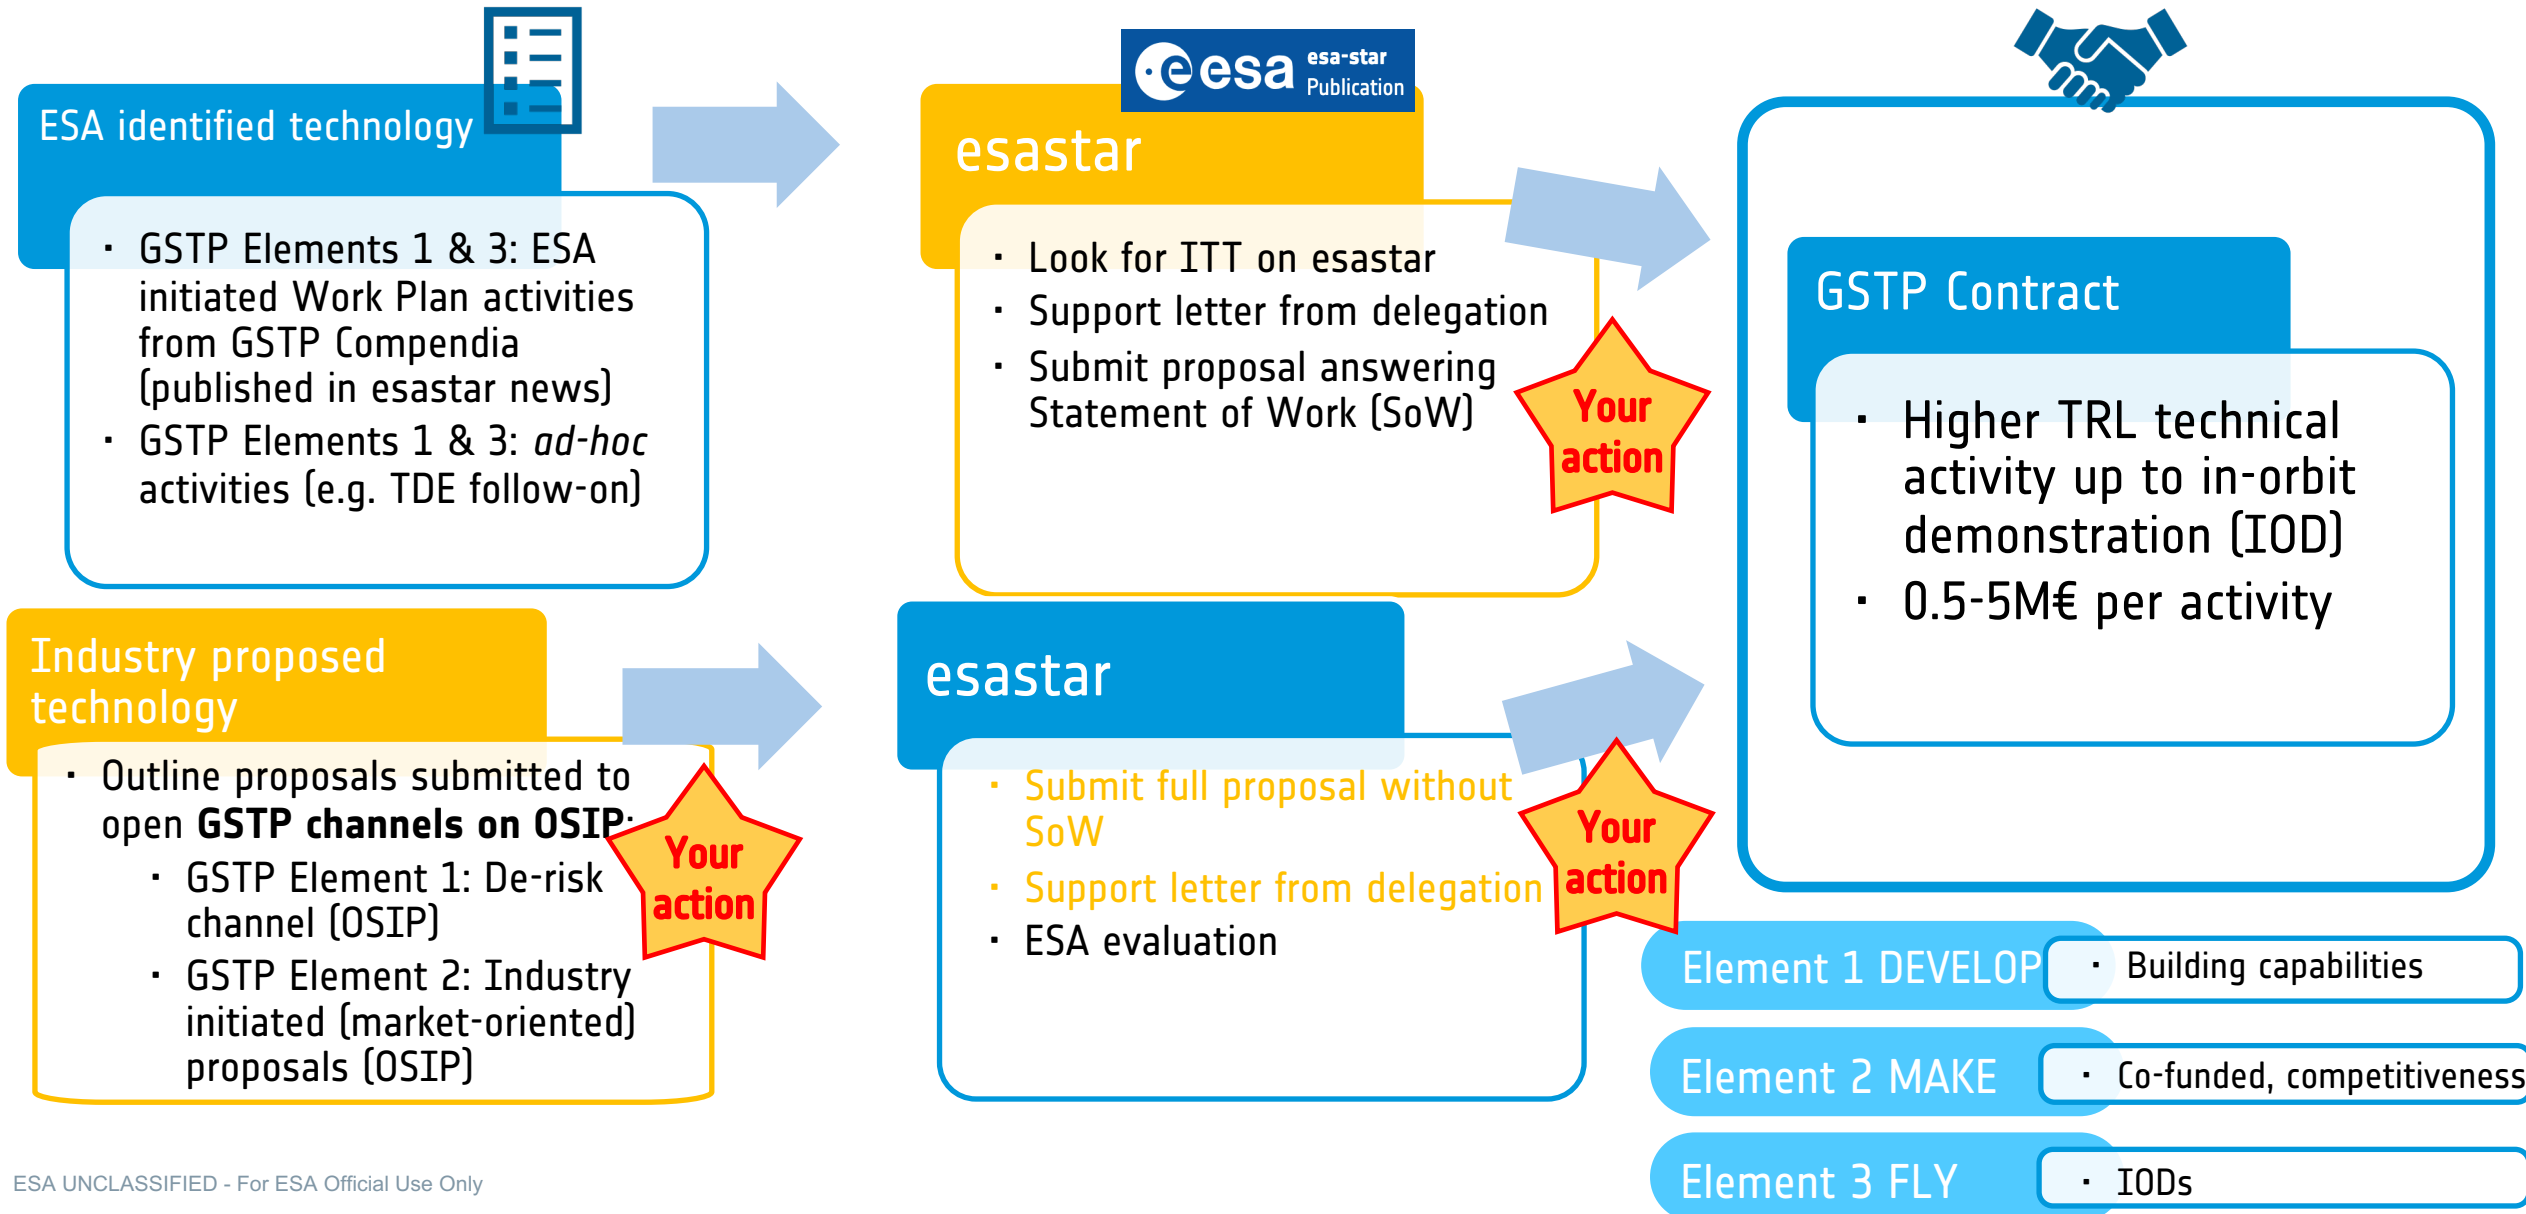 ESA identified technology
· GSTP Elements 1 & 3: ESA
initiated Work Plan activities
from GSTP Compendia
(published in esastar news)
· GSTP Elements 1 & 3: ad-hoc
activities (e.g. TDE follow-on)
esa esa-star
Publication
esastar
· Look for ITT on esastar
· Support letter from delegation
· Submit proposal answering
Statement of Work (SoW)
Your
action
GSTP Contract
· Higher TRL technical
activity up to in-orbit
demonstration (IOD)
· 0.5-5M€ per activity
Industry proposed
technology
· Outline proposals submitted to
open GSTP channels on OSIP:
· GSTP Element 1: De-risk
channel (OSIP)
· GSTP Element 2: Industry
initiated (market-oriented)
proposals (OSIP)
Your
action
esastar
· Submit full proposal without
SoW
· Support letter from delegation
· ESA evaluation
Your
action
Element 1 DEVELOP
· Building capabilities
Element 2 MAKE
· Co-funded, competitiveness
Element 3 FLY
· IODs
ESA UNCLASSIFIED - For ESA Official Use Only